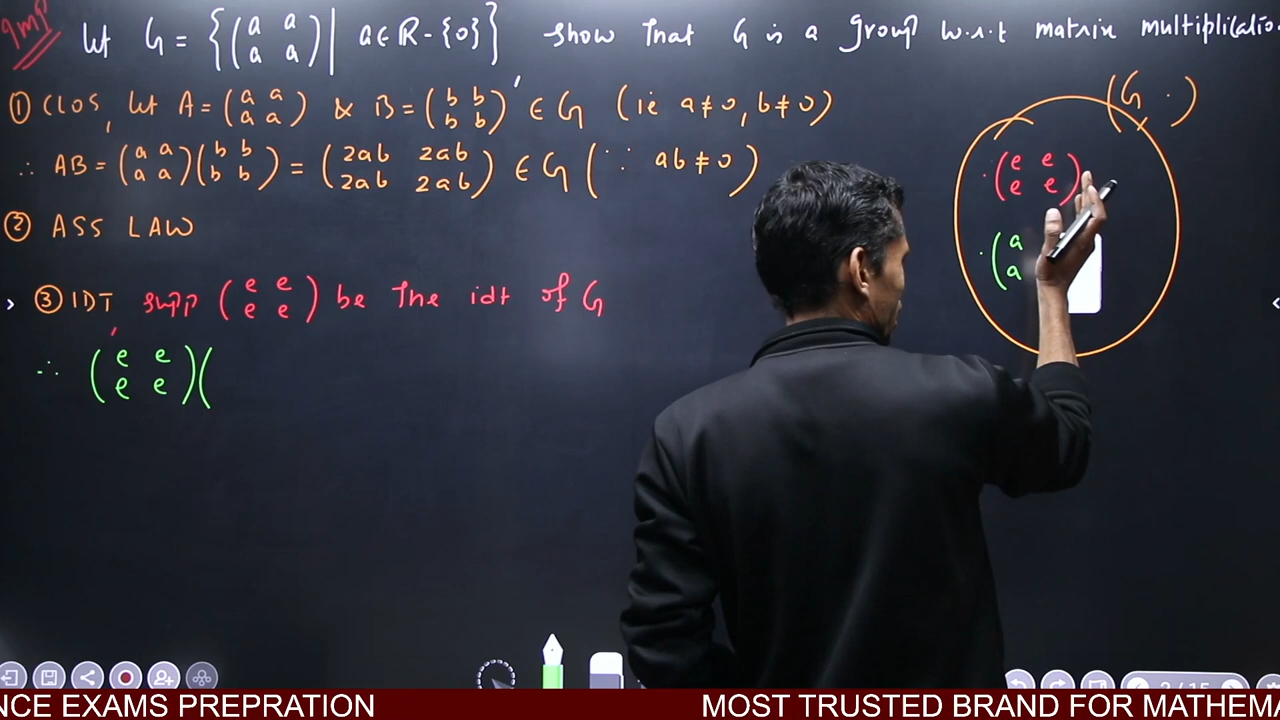 Imp Let G = {(a a a a) | a∈R-{0}} show that G is a group w.r.t matrix multiplicatio
① CLOS, Let A = (a a a a) & B = (b b b b) ∈ G (ie a≠0, b≠0)
(G .)
∴ AB = (a a a a)(b b b b) = (2ab 2ab 2ab 2ab) ∈ G (∵ ab≠0)
.(e e e e)
② ASS LAW
.(a a
③ IDT, supp (e e e e) be the idt of G
∴ (e e e e)(
2/15
NCE EXAMS PREPRATION MOST TRUSTED BRAND FOR MATHEMA